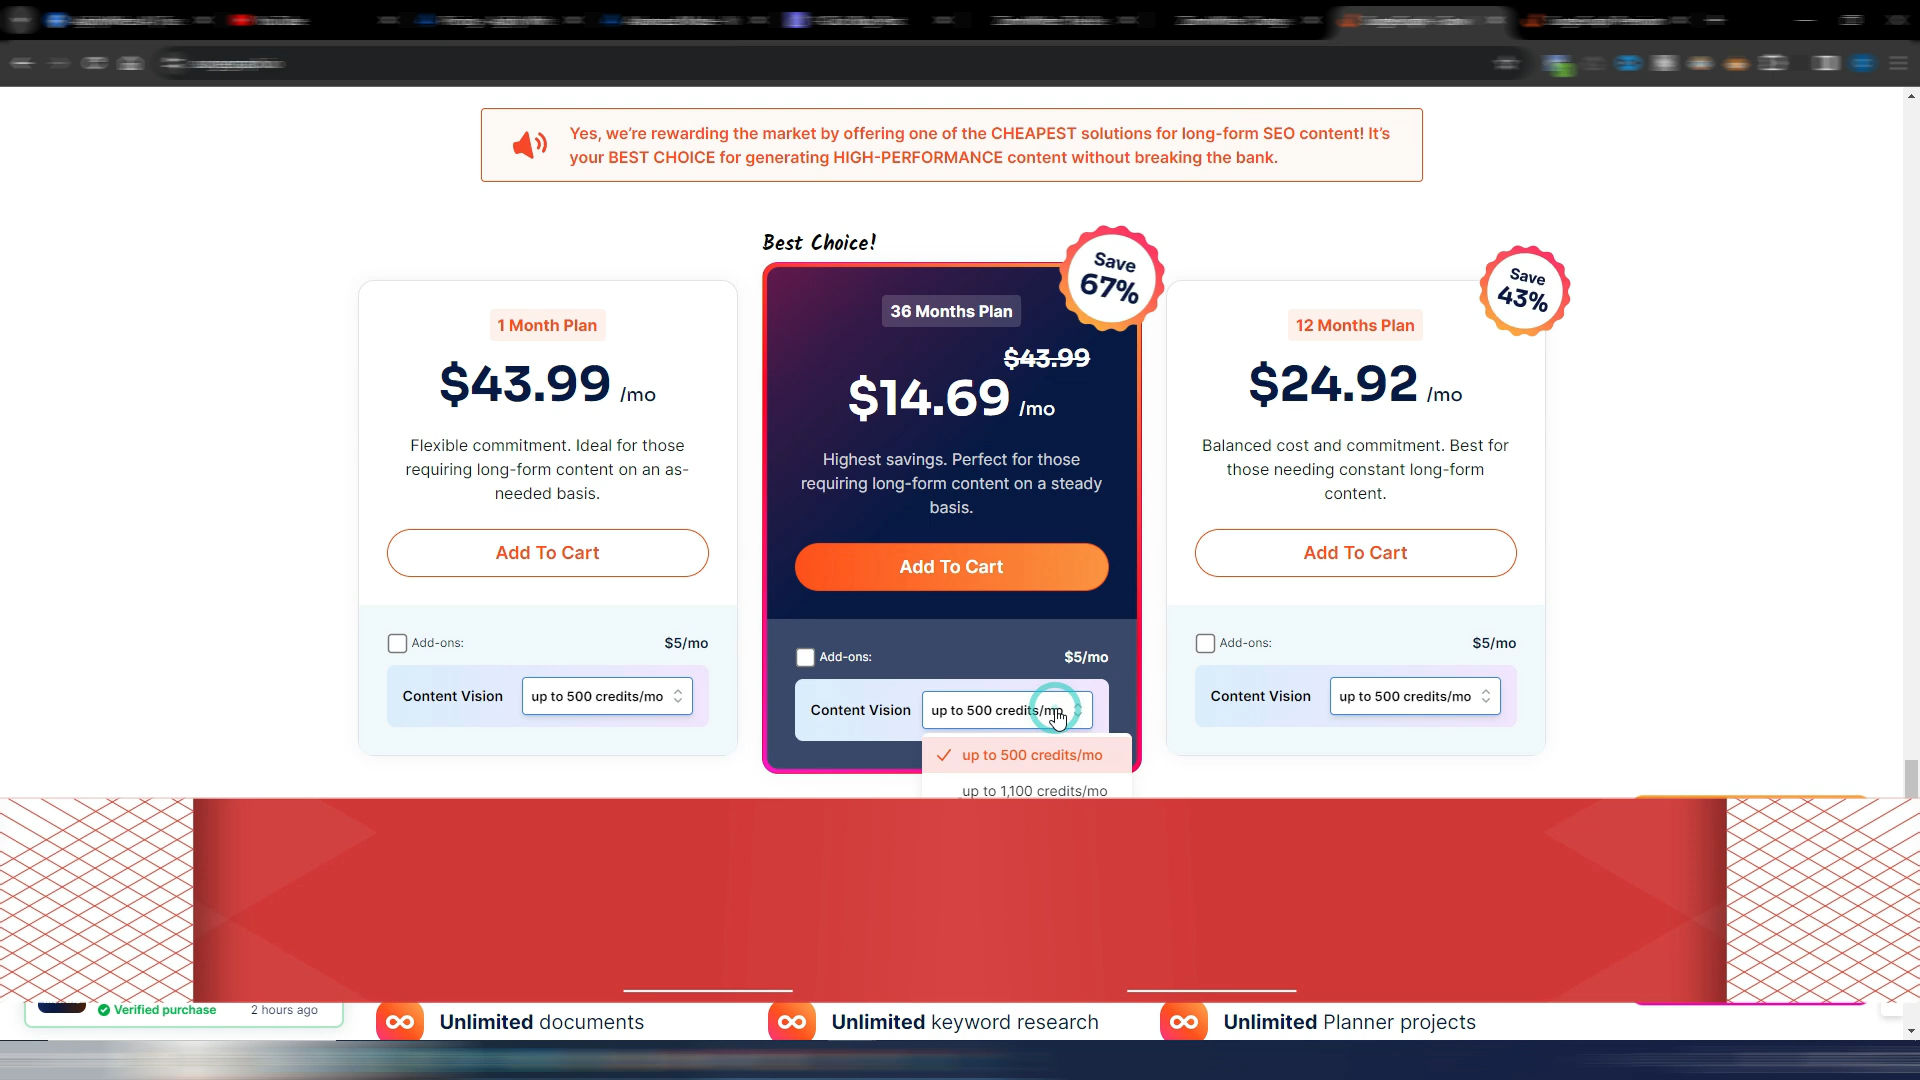 Yes, we're rewarding the market by offering one of the CHEAPEST solutions for long-form SEO content! It's
your BEST CHOICE for generating HIGH-PERFORMANCE content without breaking the bank.
Best Choice!
1 Month Plan
$43.99 /mo
Flexible commitment. Ideal for those
requiring long-form content on an as-
needed basis.
Add To Cart
Add-ons:
$5/mo
Content Vision
up to 500 credits/mo
Save
67%
36 Months Plan
$43.99
$14.69 /mo
Highest savings. Perfect for those
requiring long-form content on a steady
basis.
Add To Cart
Add-ons:
$5/mo
Content Vision
up to 500 credits/mo
up to 500 credits/mo
up to 1,100 credits/mo
Save
43%
12 Months Plan
$24.92 /mo
Balanced cost and commitment. Best for
those needing constant long-form
content.
Add To Cart
Add-ons:
$5/mo
Content Vision
up to 500 credits/mo
Verified purchase
2 hours ago
Unlimited documents
Unlimited keyword research
Unlimited Planner projects